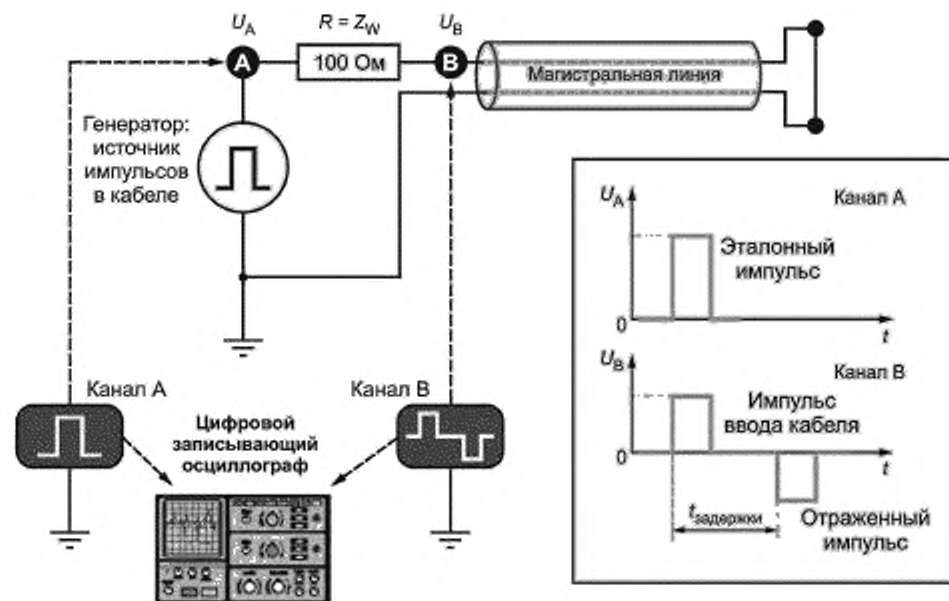 U_A
R = Z_W
U_B
A
100 Ом
B
Магистральная линия
Генератор:
источник
импульсов
в кабеле
Канал A
Канал B
Цифровой
записывающий
осциллограф
U_A
Канал A
Эталонный
импульс
0
t
U_B
Канал B
Импульс
ввода кабеля
0
t
t_задержки
Отраженный
импульс